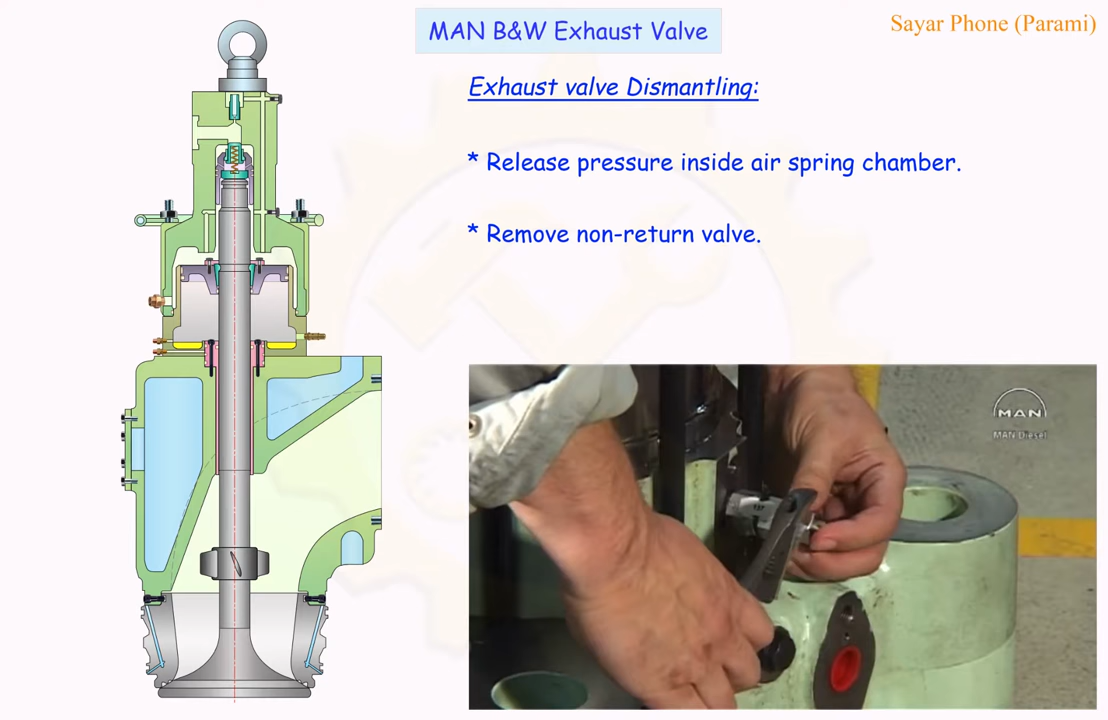 MAN B&W Exhaust Valve
Sayar Phone (Parami)
Exhaust valve Dismantling:
* Release pressure inside air spring chamber.
* Remove non-return valve.
MAN
MAN Diesel